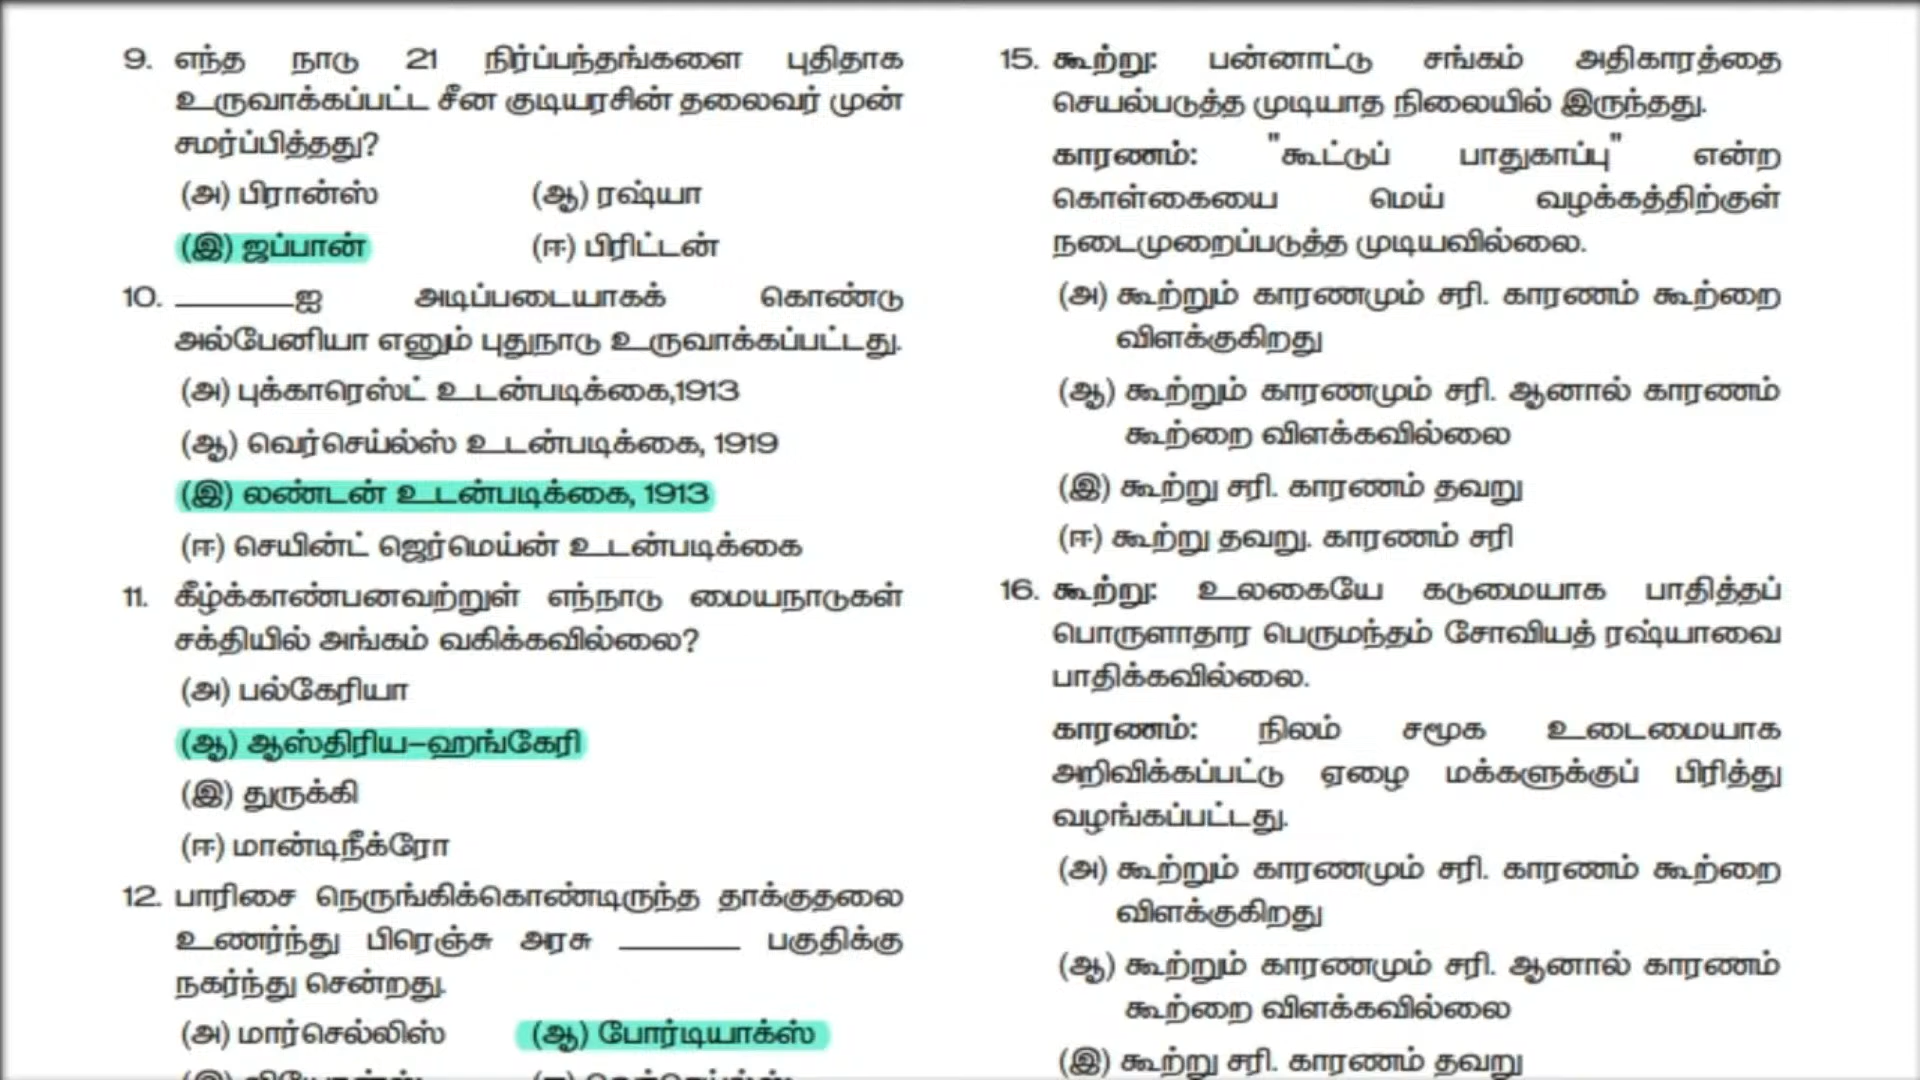 9. எந்த நாடு 21 நிர்ப்பந்தங்களை புதிதாக
உருவாக்கப்பட்ட சீன குடியரசின் தலைவர் முன்
சமர்ப்பித்தது?
(அ) பிரான்ஸ் (ஆ) ரஷ்யா
(இ) ஜப்பான் (ஈ) பிரிட்டன்
10. ________ஐ அடிப்படையாகக் கொண்டு
அல்பேனியா எனும் புதுநாடு உருவாக்கப்பட்டது.
(அ) புக்காரெஸ்ட் உடன்படிக்கை,1913
(ஆ) வெர்செய்ல்ஸ் உடன்படிக்கை, 1919
(இ) லண்டன் உடன்படிக்கை, 1913
(ஈ) செயின்ட் ஜெர்மெய்ன் உடன்படிக்கை
11. கீழ்க்காண்பனவற்றுள் எந்நாடு மையநாடுகள்
சக்தியில் அங்கம் வகிக்கவில்லை?
(அ) பல்கேரியா
(ஆ) ஆஸ்திரிய–ஹங்கேரி
(இ) துருக்கி
(ஈ) மான்டிநீக்ரோ
12. பாரிசை நெருங்கிக்கொண்டிருந்த தாக்குதலை
உணர்ந்து பிரெஞ்சு அரசு ________ பகுதிக்கு
நகர்ந்து சென்றது.
(அ) மார்செல்லிஸ் (ஆ) போர்டியாக்ஸ்
15. கூற்று: பன்னாட்டு சங்கம் அதிகாரத்தை
செயல்படுத்த முடியாத நிலையில் இருந்தது.
காரணம்: "கூட்டுப் பாதுகாப்பு" என்ற
கொள்கையை மெய் வழக்கத்திற்குள்
நடைமுறைப்படுத்த முடியவில்லை.
(அ) கூற்றும் காரணமும் சரி. காரணம் கூற்றை
விளக்குகிறது
(ஆ) கூற்றும் காரணமும் சரி. ஆனால் காரணம்
கூற்றை விளக்கவில்லை
(இ) கூற்று சரி. காரணம் தவறு
(ஈ) கூற்று தவறு. காரணம் சரி
16. கூற்று: உலகையே கடுமையாக பாதித்தப்
பொருளாதார பெருமந்தம் சோவியத் ரஷ்யாவை
பாதிக்கவில்லை.
காரணம்: நிலம் சமூக உடைமையாக
அறிவிக்கப்பட்டு ஏழை மக்களுக்குப் பிரித்து
வழங்கப்பட்டது.
(அ) கூற்றும் காரணமும் சரி. காரணம் கூற்றை
விளக்குகிறது
(ஆ) கூற்றும் காரணமும் சரி. ஆனால் காரணம்
கூற்றை விளக்கவில்லை
(இ) கூற்று சரி. காரணம் தவறு